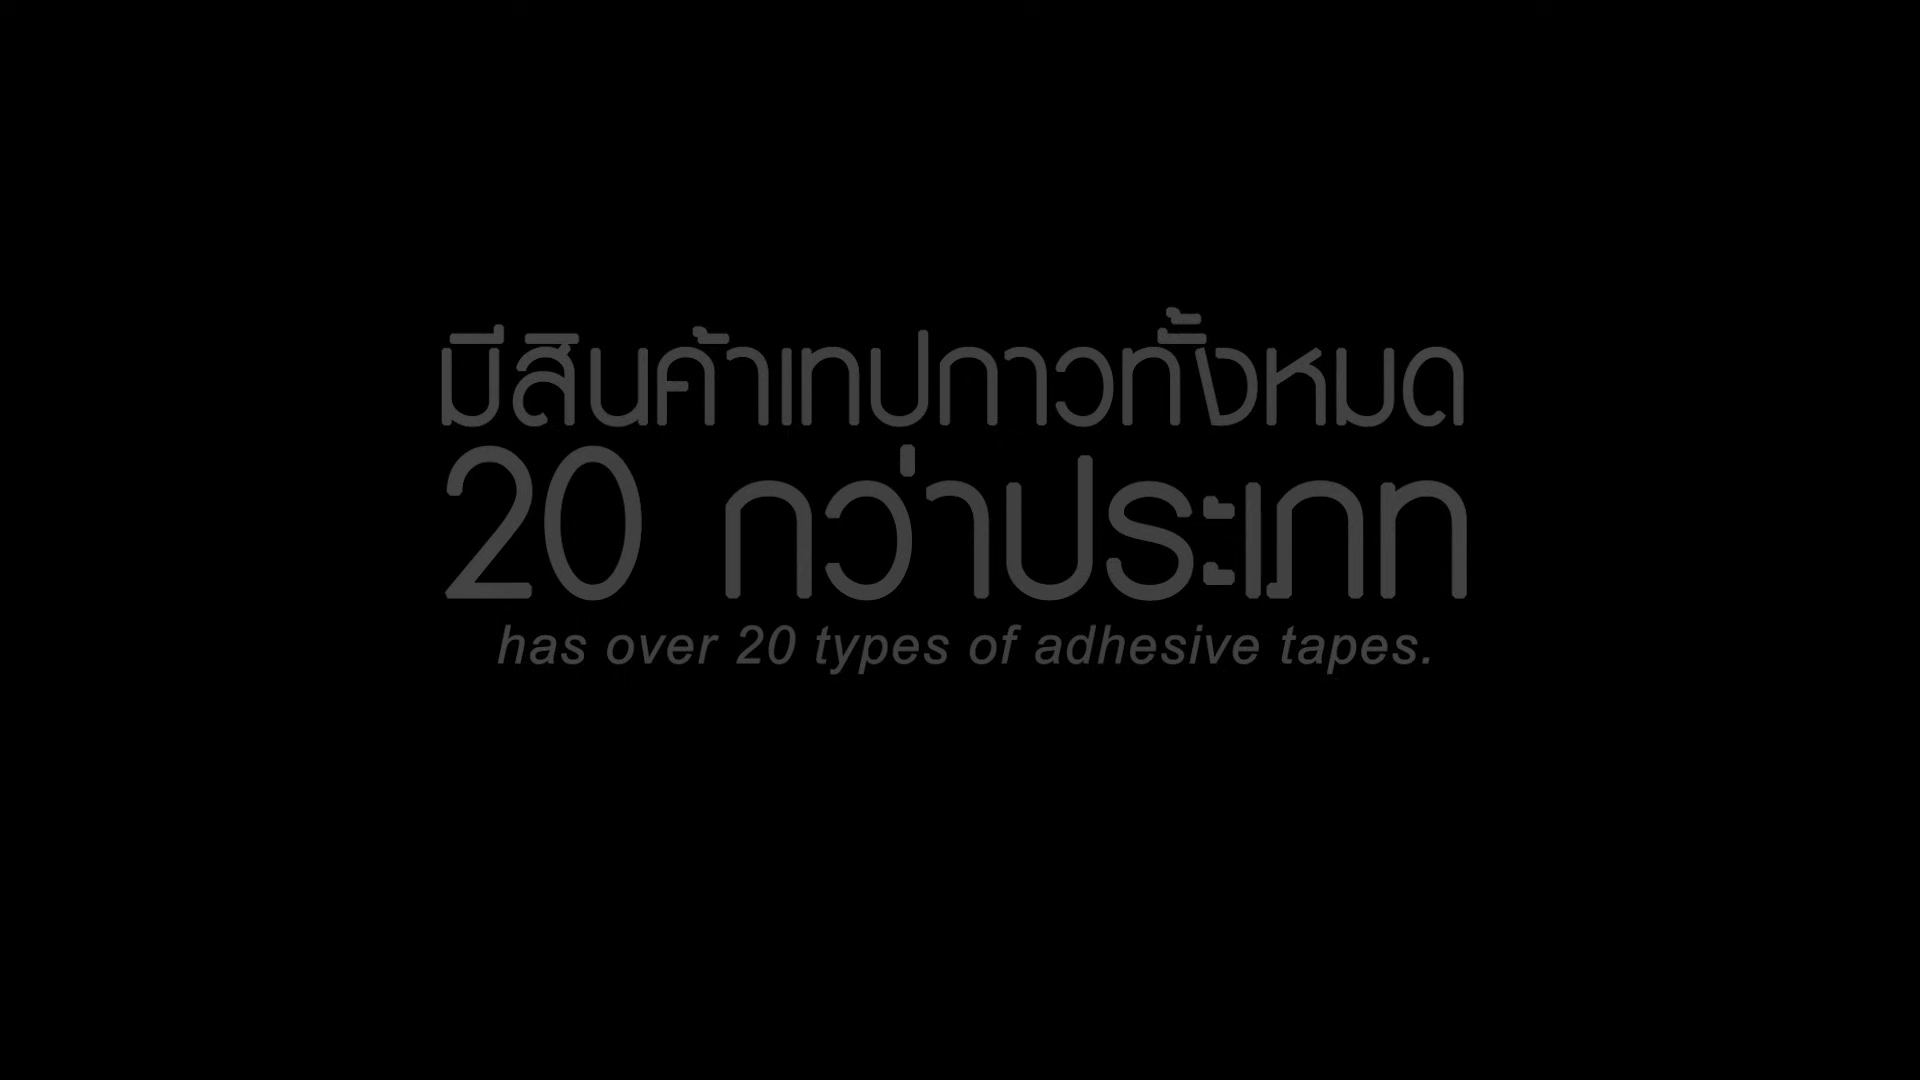 มีสินค้าเทปกาวทั้งหมด
20 กว่าประเภท
has over 20 types of adhesive tapes.